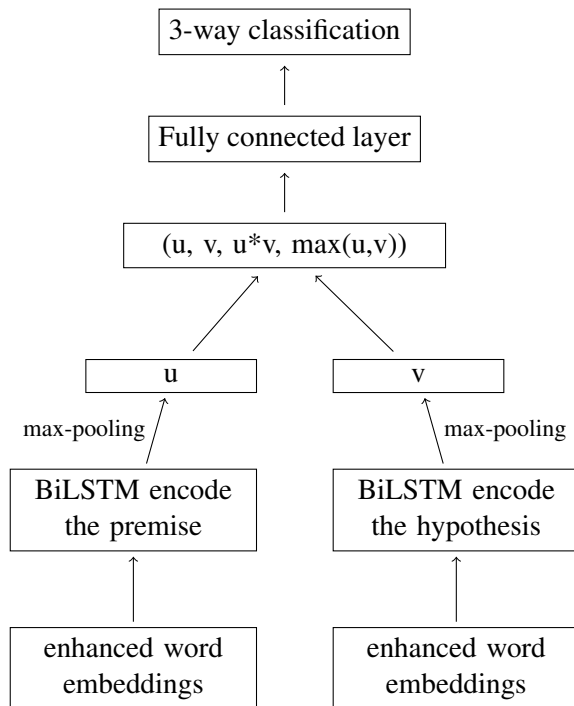 3-way classification
Fully connected layer
(u, v, u*v, max(u,v))
u
v
max-pooling
max-pooling
BiLSTM encode
the premise
BiLSTM encode
the hypothesis
enhanced word
embeddings
enhanced word
embeddings